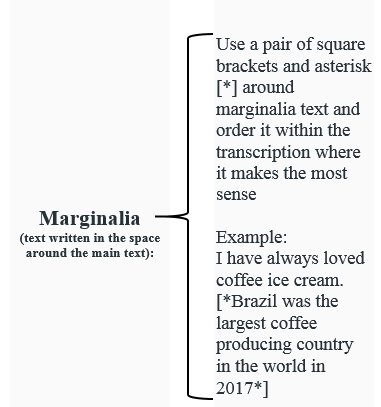 Marginalia
(text written in the space
around the main text):
Use a pair of square
brackets and asterisk
[*] around
marginalia text and
order it within the
transcription where
it makes the most
sense
Example:
I have always loved
coffee ice cream.
[*Brazil was the
largest coffee
producing country
in the world in
2017*]